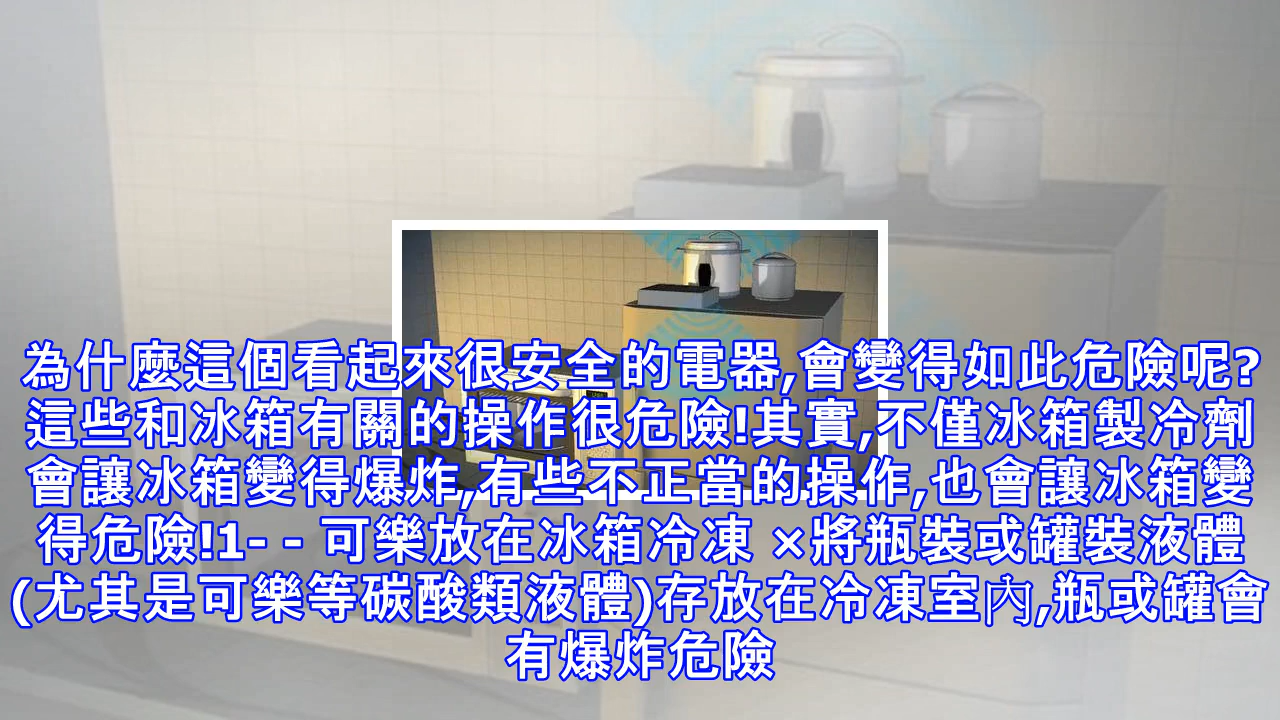 為什麼這個看起來很安全的電器,會變得如此危險呢?
這些和冰箱有關的操作很危險!其實,不僅冰箱製冷劑
會讓冰箱變得爆炸,有些不正當的操作,也會讓冰箱變
得危險!1- - 可樂放在冰箱冷凍 ×將瓶裝或罐裝液體
(尤其是可樂等碳酸類液體)存放在冷凍室內,瓶或罐會
有爆炸危險